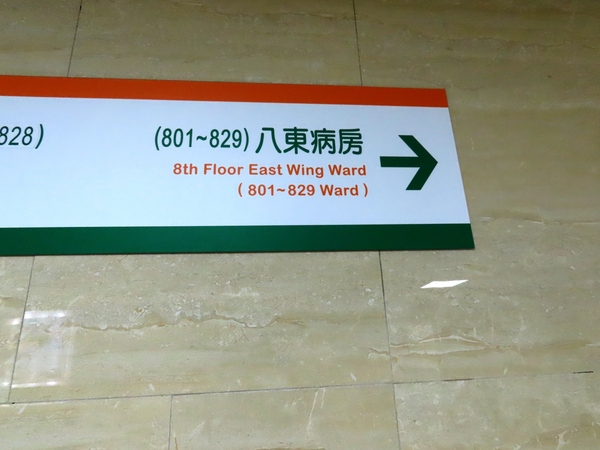 828)
(801~829) 八東病房
8th Floor East Wing Ward
( 801~829 Ward )